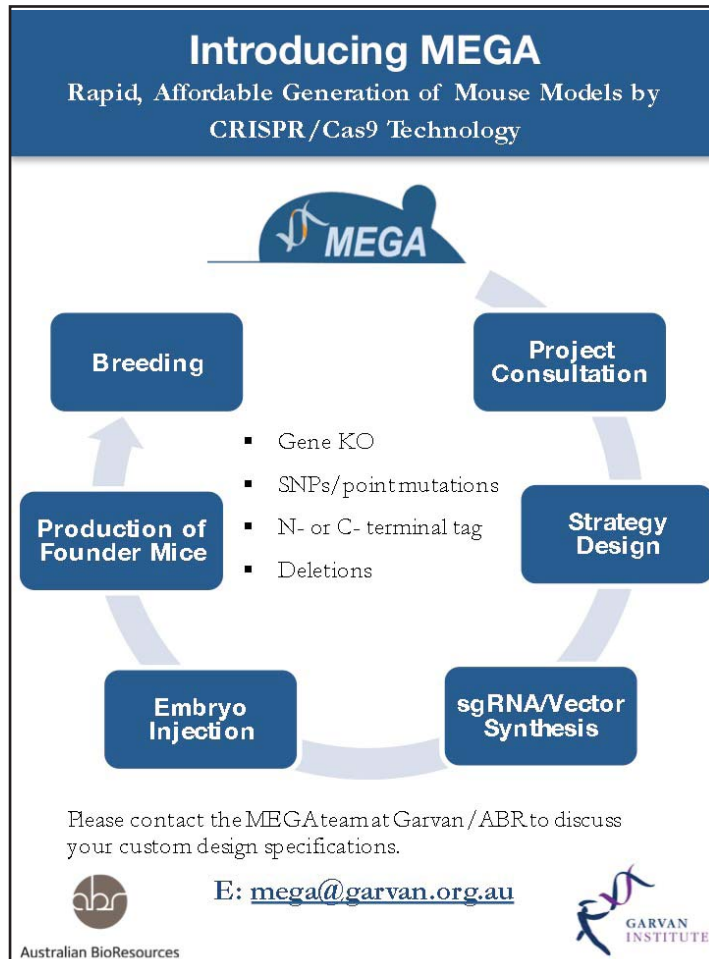 Introducing MEGA
Rapid, Affordable Generation of Mouse Models by
CRISPR/Cas9 Technology
MEGA
Project
Consultation
Strategy
Design
sgRNA/Vector
Synthesis
Embryo
Injection
Production of
Founder Mice
Breeding
▪ Gene KO
▪ SNPs/point mutations
▪ N- or C- terminal tag
▪ Deletions
Please contact the MEGA team at Garvan/ABR to discuss
your custom design specifications.
E: mega@garvan.org.au
abr
Australian BioResources
GARVAN
INSTITUTE